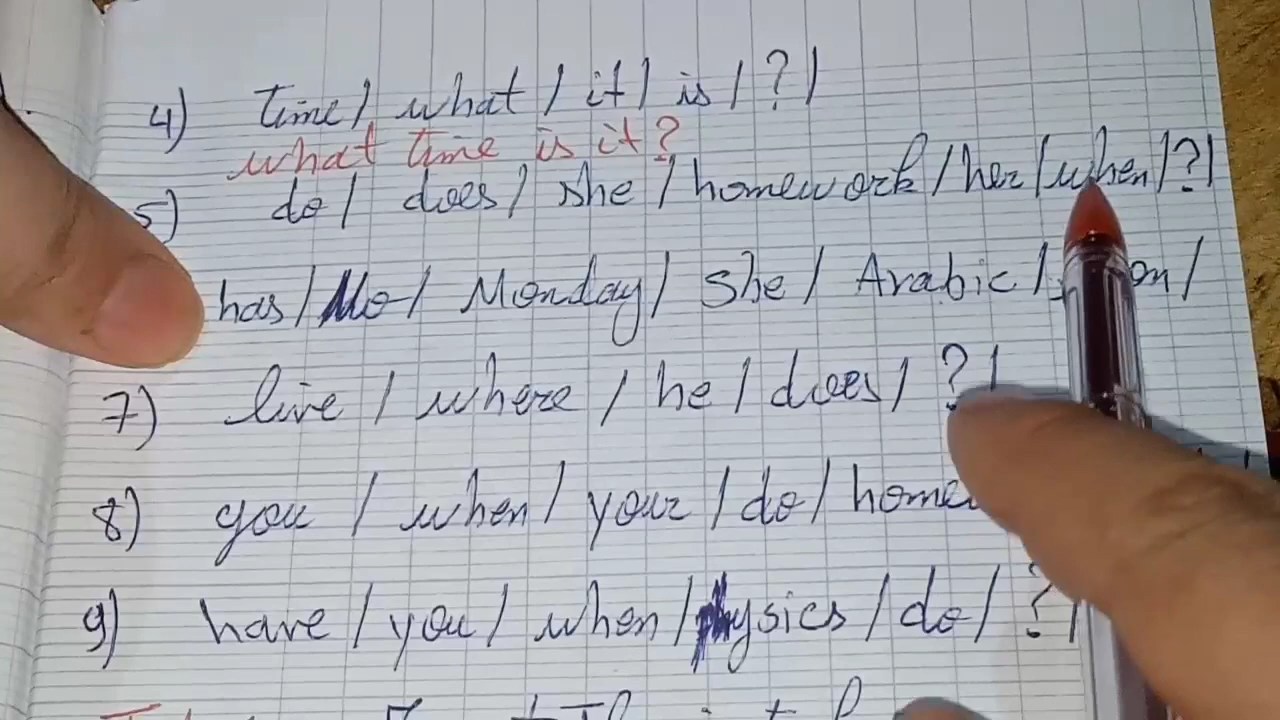 4) time / what / it / is / ? /
what time is it ?
5) do / does / she / homework / her / when / ? /
has / / Monday / She / Arabic / on /
7) live / where / he / does / ? /
8) you / when / your / do /
9) have / you / when / physics / do / ? /